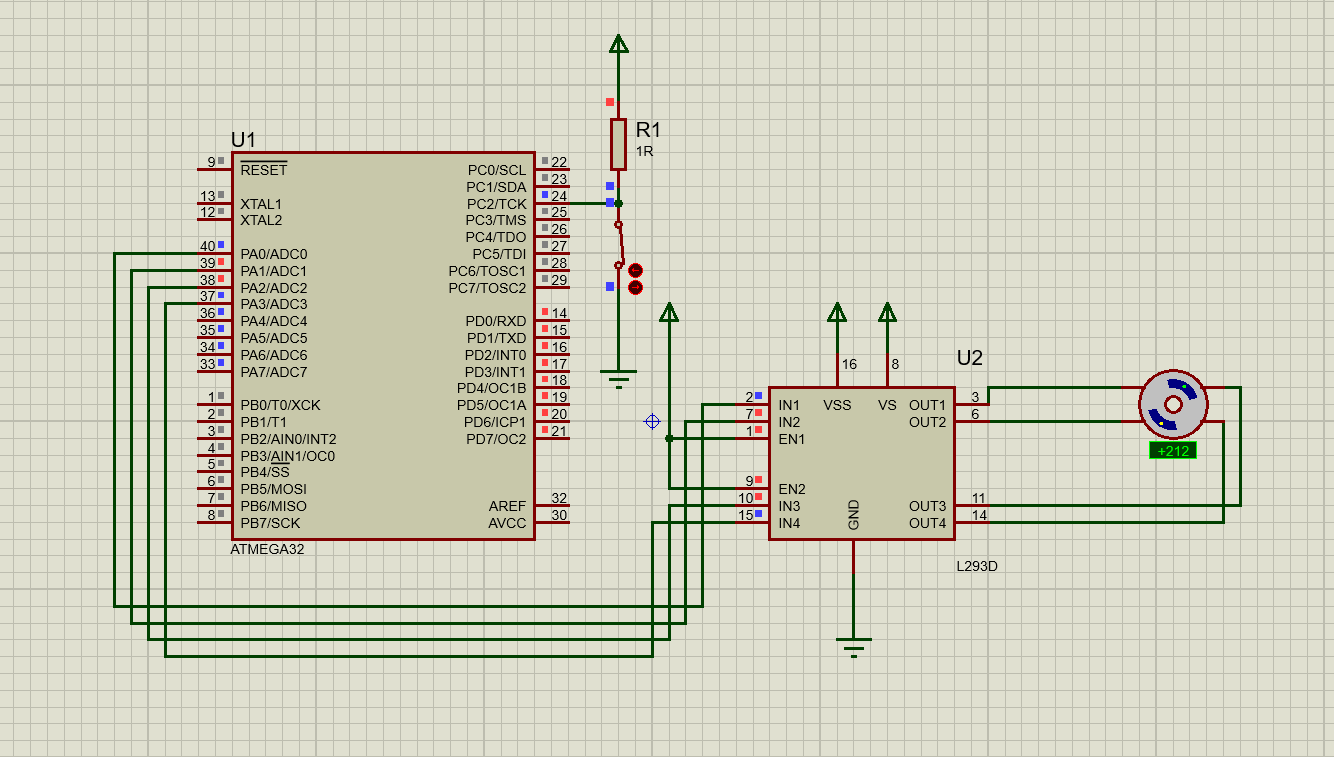 U1
9 RESET
13 XTAL1
12 XTAL2
40 PA0/ADC0
39 PA1/ADC1
38 PA2/ADC2
37 PA3/ADC3
36 PA4/ADC4
35 PA5/ADC5
34 PA6/ADC6
33 PA7/ADC7
1 PB0/T0/XCK
2 PB1/T1
3 PB2/AIN0/INT2
4 PB3/AIN1/OC0
5 PB4/SS
6 PB5/MOSI
7 PB6/MISO
8 PB7/SCK
PC0/SCL 22
PC1/SDA 23
PC2/TCK 24
PC3/TMS 25
PC4/TDO 26
PC5/TDI 27
PC6/TOSC1 28
PC7/TOSC2 29
PD0/RXD 14
PD1/TXD 15
PD2/INT0 16
PD3/INT1 17
PD4/OC1B 18
PD5/OC1A 19
PD6/ICP1 20
PD7/OC2 21
AREF 32
AVCC 30
ATMEGA32
R1
1R
U2
16 8
2 IN1
7 IN2
1 EN1
9 EN2
10 IN3
15 IN4
VSS VS
GND
OUT1 3
OUT2 6
OUT3 11
OUT4 14
L293D
+212